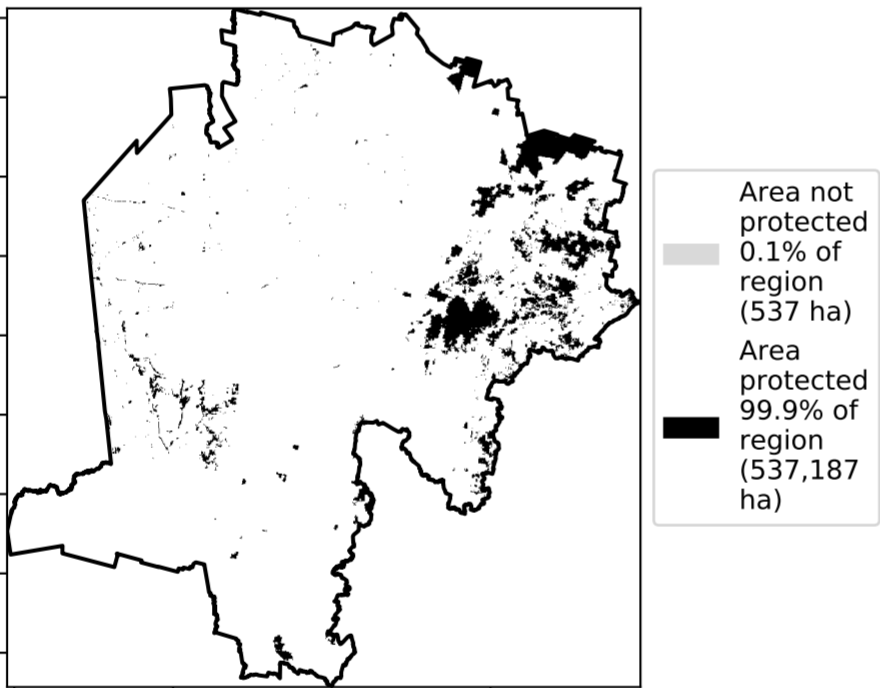 Area not
protected
0.1% of
region
(537 ha)
Area
protected
99.9% of
region
(537,187
ha)